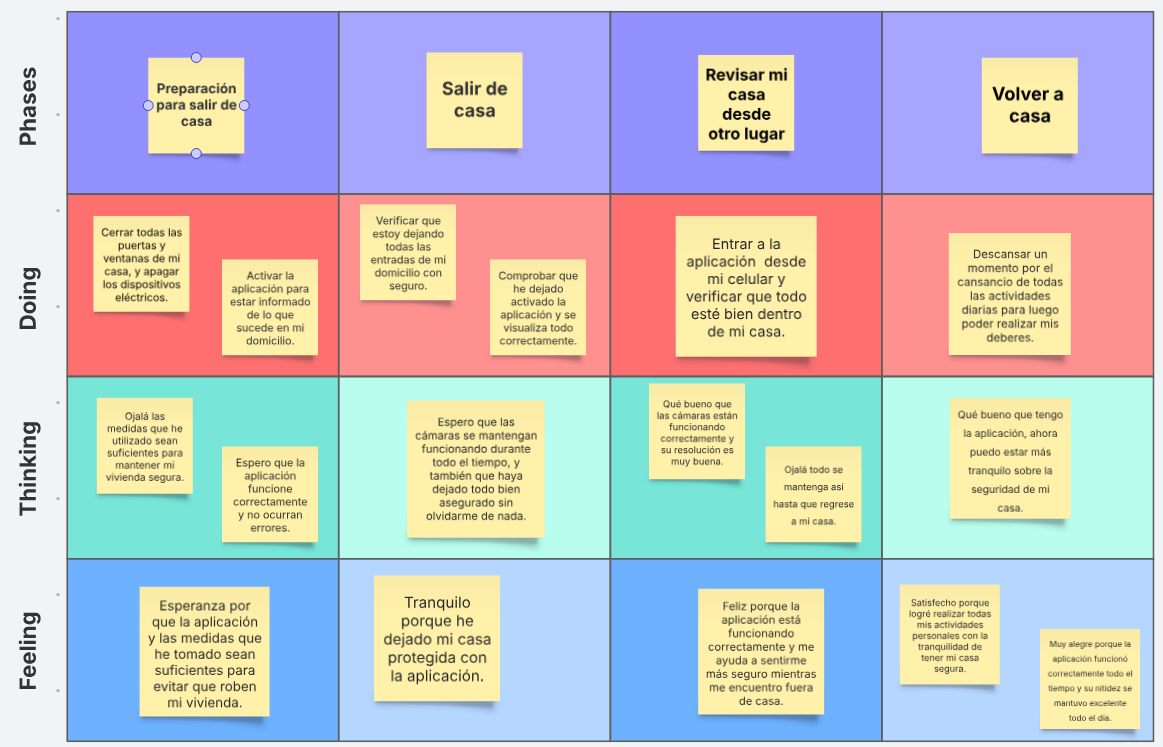 Phases
Preparación
para salir de
casa
Salir de
casa
Revisar mi
casa
desde
otro lugar
Volver a
casa
Doing
Cerrar todas las
puertas y
ventanas de mi
casa, y apagar
los dispositivos
eléctricos.
Activar la
aplicación para
estar informado
de lo que
sucede en mi
domicilio.
Verificar que
estoy dejando
todas las
entradas de mi
domicilio con
seguro.
Comprobar que
he dejado
activado la
aplicación y se
visualiza todo
correctamente.
Entrar a la
aplicación desde
mi celular y
verificar que todo
esté bien dentro
de mi casa.
Descansar un
momento por el
cansancio de todas
las actividades
diarias para luego
poder realizar mis
deberes.
Thinking
Ojalá las
medidas que he
utilizado sean
suficientes para
mantener mi
vivienda segura.
Espero que la
aplicación
funcione
correctamente
y no ocurran
errores.
Espero que las
cámaras se mantengan
funcionando durante
todo el tiempo, y
también que haya
dejado todo bien
asegurado sin
olvidarme de nada.
Qué bueno que
las cámaras están
funcionando
correctamente y
su resolución es
muy buena.
Ojalá todo se
mantenga así
hasta que regrese
a mi casa.
Qué bueno que tengo
la aplicación, ahora
puedo estar más
tranquilo sobre la
seguridad de mi
casa.
Feeling
Esperanza por
que la aplicación
y las medidas que
he tomado sean
suficientes para
evitar que roben
mi vivienda.
Tranquilo
porque he
dejado mi casa
protegida con
la aplicación.
Feliz porque la
aplicación está
funcionando
correctamente y me
ayuda a sentirme
más seguro mientras
me encuentro fuera
de casa.
Satisfecho porque
logré realizar todas
mis actividades
personales con la
tranquilidad de
tener mi casa
segura.
Muy alegre porque la
aplicación funcionó
correctamente todo el
tiempo y su nitidez se
mantuvo excelente
todo el día.